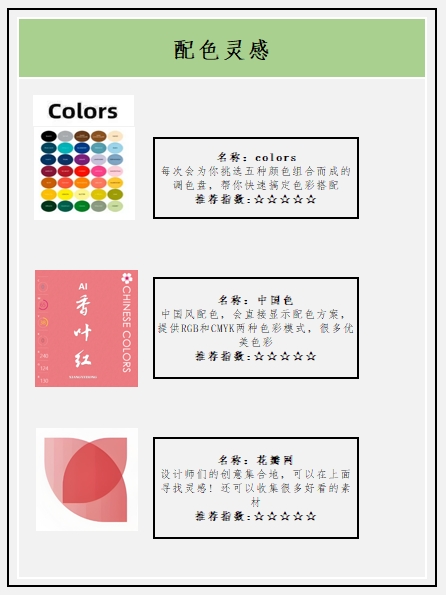 配色灵感
Colors
名称：colors
每次会为你挑选五种颜色组合而成的
调色盘，帮你快速搞定色彩搭配
推荐指数:☆☆☆☆☆
AI
香
叶
红
CHINESE COLORS
240
124
130
名称：中国色
中国风配色，会直接显示配色方案，
提供RGB和CMYK两种色彩模式，很多优
类色彩
推荐指数:☆☆☆☆☆
名称：花瓣网
设计师们的创意集合地，可以在上面
寻找灵感！还可以收集很多好看的素
材
推荐指数:☆☆☆☆☆